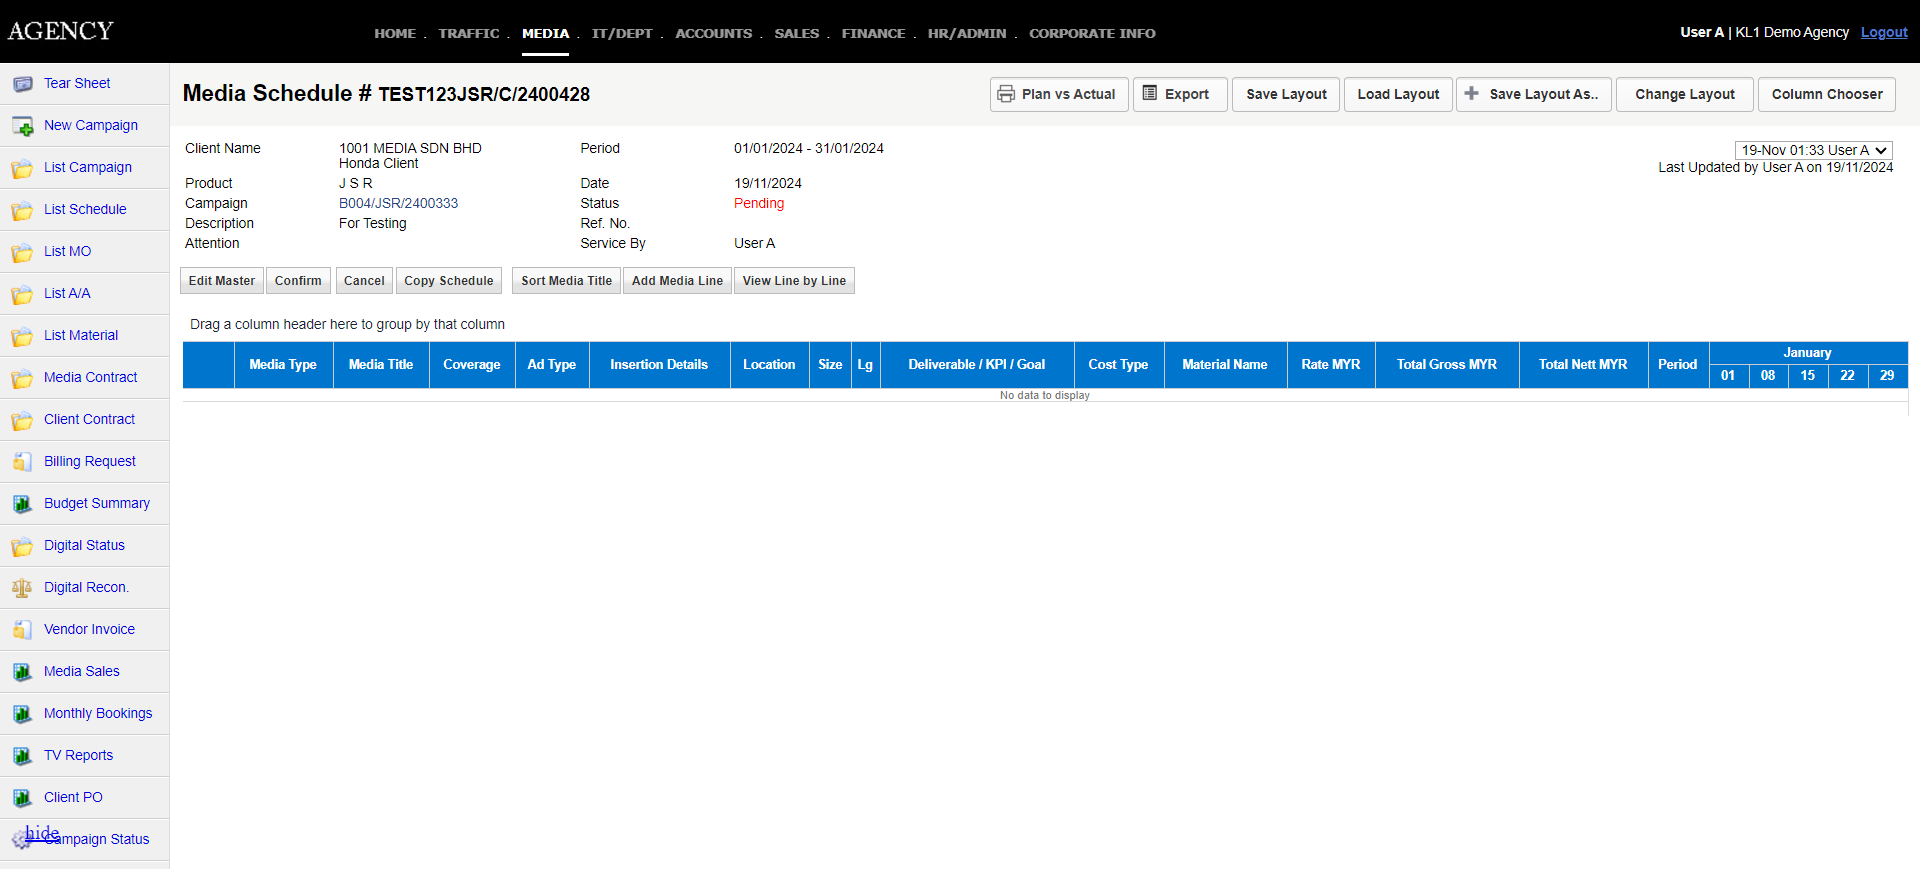 AGENCY
HOME . TRAFFIC . MEDIA . IT/DEPT . ACCOUNTS . SALES . FINANCE . HR/ADMIN . CORPORATE INFO
User A | KL1 Demo Agency Logout
Tear Sheet
New Campaign
List Campaign
List Schedule
List MO
List A/A
List Material
Media Contract
Client Contract
Billing Request
Budget Summary
Digital Status
Digital Recon.
Vendor Invoice
Media Sales
Monthly Bookings
TV Reports
Client PO
hide
Campaign Status
Media Schedule # TEST123JSR/C/2400428
Plan vs Actual Export Save Layout Load Layout Save Layout As.. Change Layout Column Chooser
Client Name 1001 MEDIA SDN BHD Period 01/01/2024 - 31/01/2024
Honda Client
19-Nov 01:33 User A
Last Updated by User A on 19/11/2024
Product J S R Date 19/11/2024
Campaign B004/JSR/2400333 Status Pending
Description For Testing Ref. No.
Attention Service By User A
Edit Master Confirm Cancel Copy Schedule Sort Media Title Add Media Line View Line by Line
Drag a column header here to group by that column
Media Type Media Title Coverage Ad Type Insertion Details Location Size Lg Deliverable / KPI / Goal Cost Type Material Name Rate MYR Total Gross MYR Total Nett MYR Period January
01 08 15 22 29
No data to display